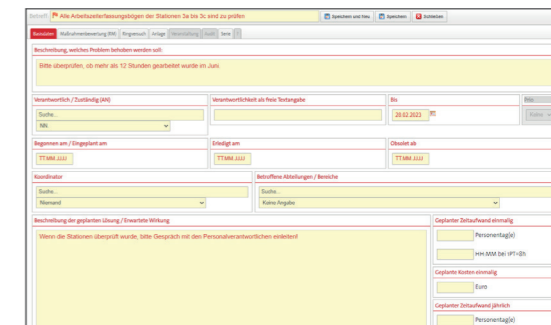 Betreff: Alle Arbeitszeiterfassungsbögen der Stationen 3a bis 3c sind zu prüfen
Speichern und Neu Speichern Schließen
Basisdaten Maßnahmenbewertung (RM) Ringversuch Anlage Veranstaltung Audit Serie
Beschreibung, welches Problem behoben werden soll:
Bitte überprüfen, ob mehr als 12 Stunden gearbeitet wurde im Juni.
Verantwortlich / Zuständig (AN) Verantwortlichkeit als freie Textangabe Bis
Suche... 28.02.2023 Keine
NN.
Begonnen am / Eingeplant am Erledigt am Obsolet ab
TT.MM.JJJJ TT.MM.JJJJ TT.MM.JJJJ
Koordinator Betroffene Abteilungen / Bereiche
Suche... Suche...
Niemand Keine Angabe
Beschreibung der geplanten Lösung / Erwartete Wirkung Geplanter Zeitaufwand einmalig
Wenn die Stationen überprüft wurde, bitte Gespräch mit den Personalverantwortlichen einleiten! Personentag(e)
HH:MM bei 1PT=8h
Geplante Kosten einmalig
Euro
Geplanter Zeitaufwand jährlich
Personentag(e)